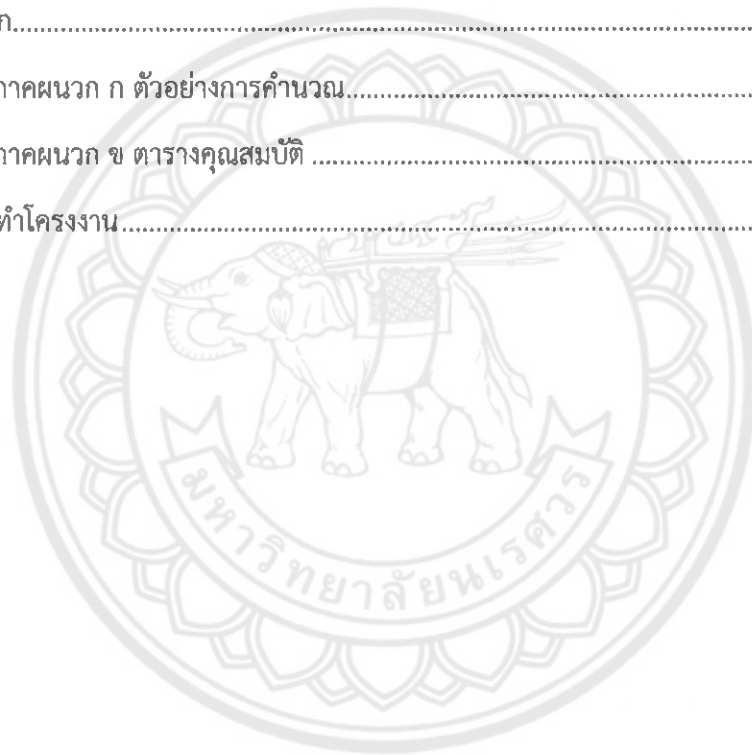 ก....................................................................................................
าคผนวก ก ตัวอย่างการคำนวณ............................................................
าคผนวก ข ตารางคุณสมบัติ ................................................................
ทำโครงงาน..........................................................................................
มหาวิทยาลัยนเรศวร